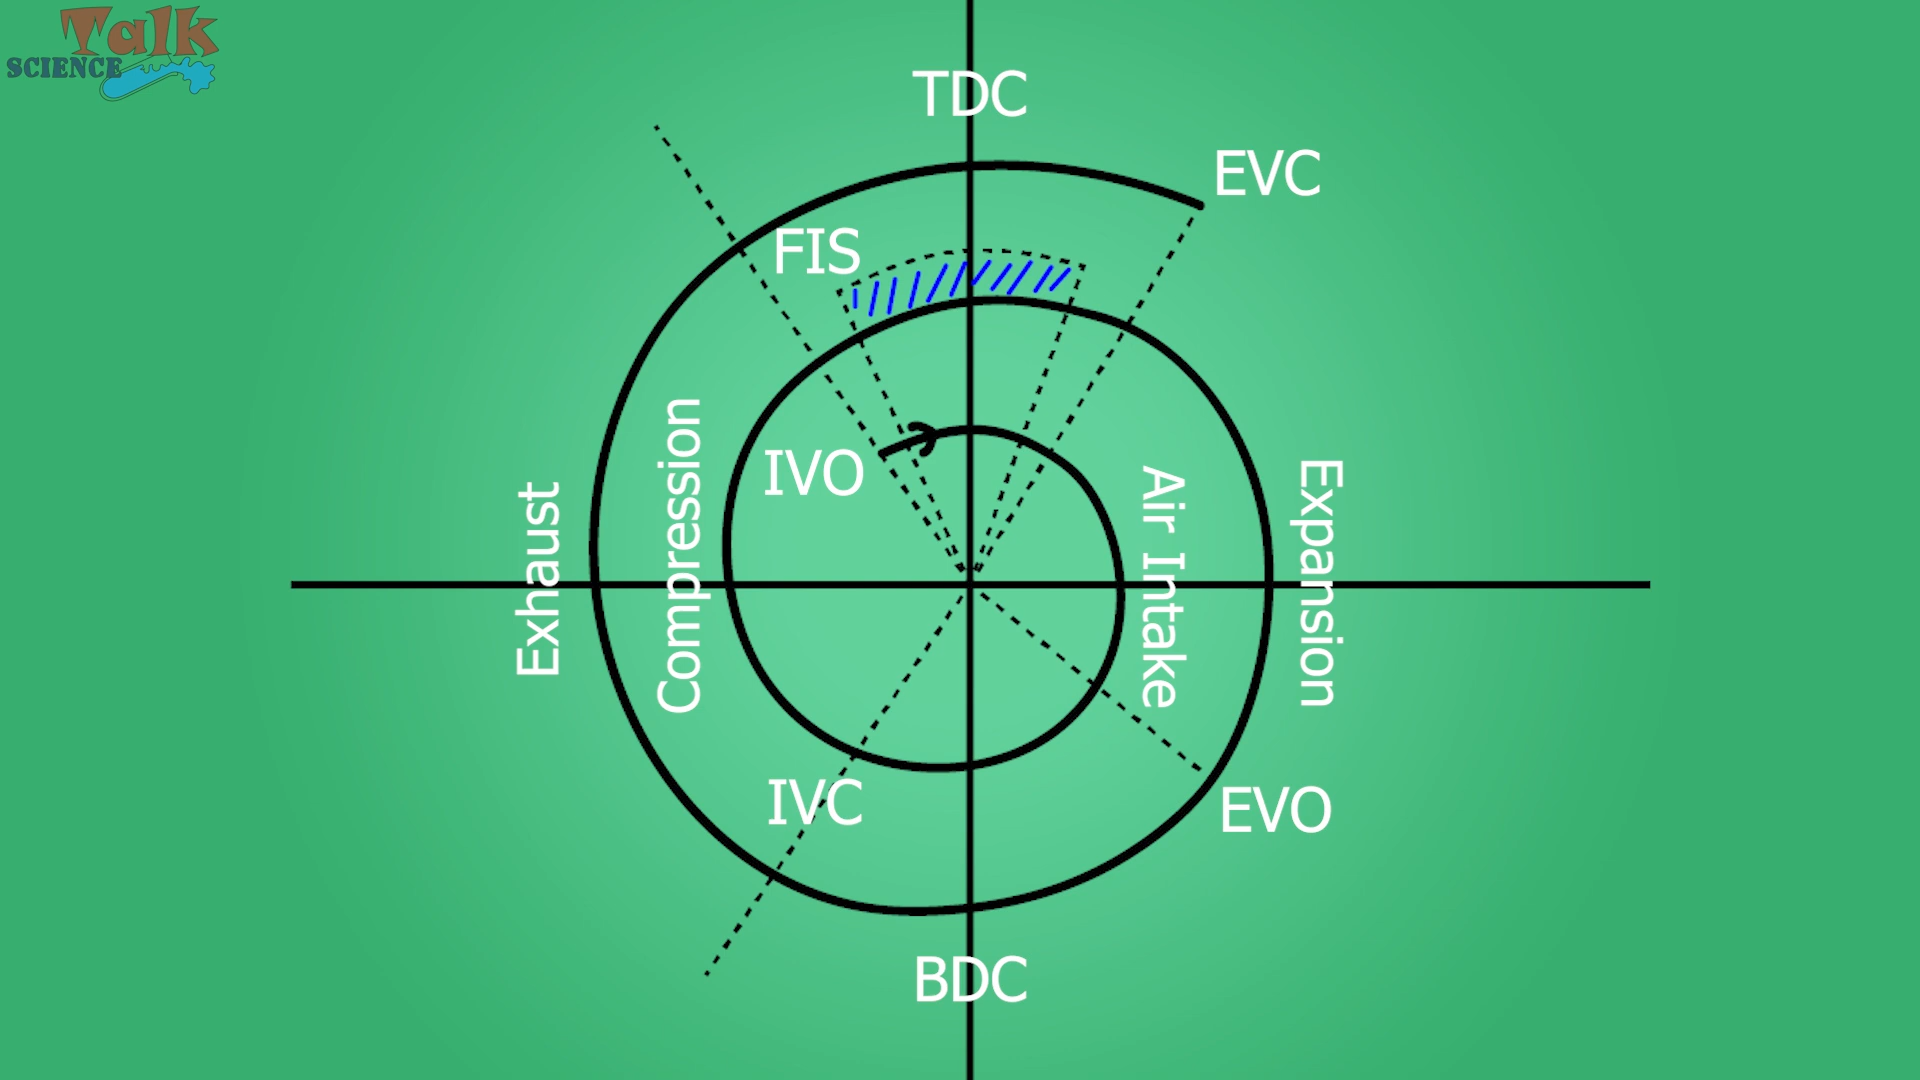 Talk
SCIENCE
TDC
EVC
FIS
IVO
Exhaust
Compression
Air Intake
Expansion
IVC
EVO
BDC